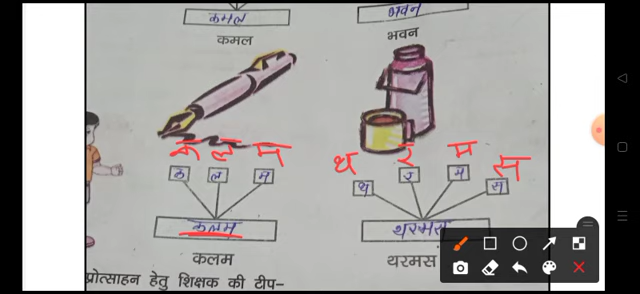 कमल भवन
कमल भवन
क ल म थ र म स
क ल म थ र म स
कलम थरमस
कलम थरमस
प्रोत्साहन हेतु शिक्षक की टीप-